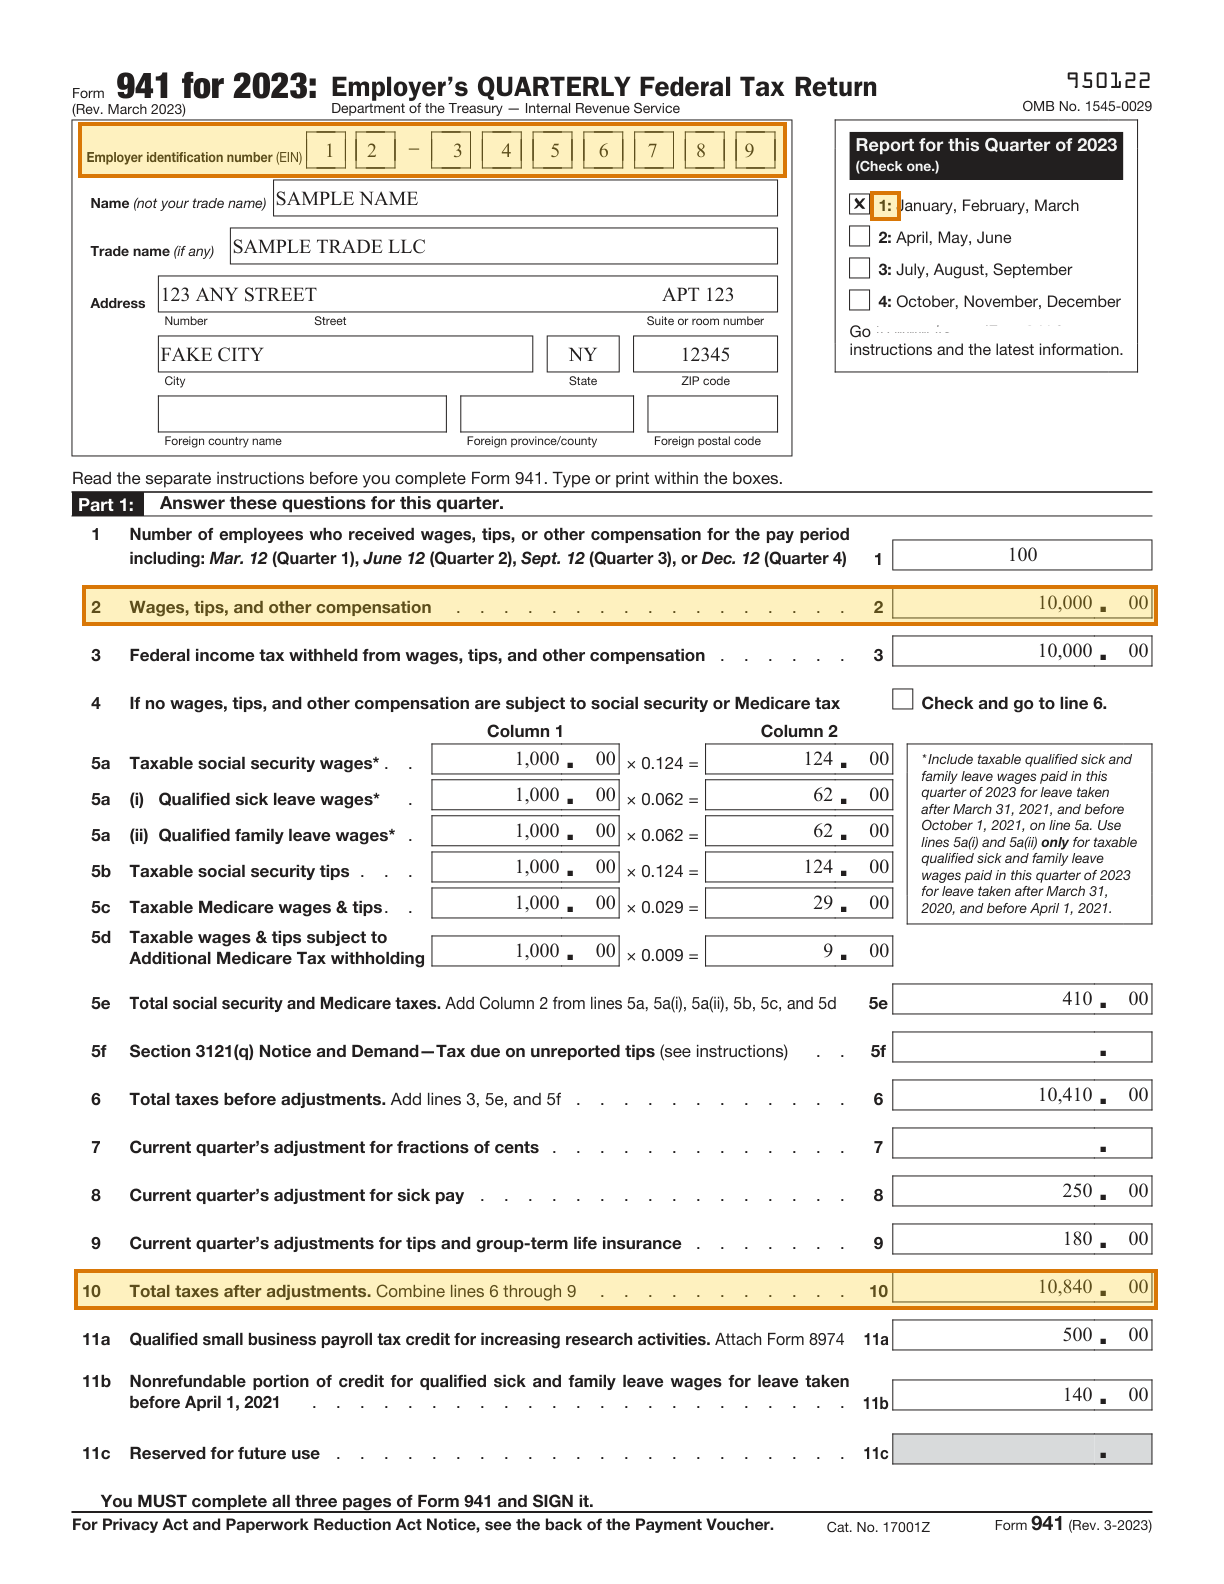 Form 941 for 2023: Employer’s QUARTERLY Federal Tax Return
(Rev. March 2023) Department of the Treasury — Internal Revenue Service
950122
OMB No. 1545-0029
Employer identification number (EIN) 1 2 – 3 4 5 6 7 8 9
Name (not your trade name) SAMPLE NAME
Trade name (if any) SAMPLE TRADE LLC
Address 123 ANY STREET APT 123
Number Street Suite or room number
FAKE CITY NY 12345
City State ZIP code
Foreign country name Foreign province/county Foreign postal code
Report for this Quarter of 2023
(Check one.)
X 1: January, February, March
2: April, May, June
3: July, August, September
4: October, November, December
Go
instructions and the latest information.
Read the separate instructions before you complete Form 941. Type or print within the boxes.
Part 1: Answer these questions for this quarter.
1 Number of employees who received wages, tips, or other compensation for the pay period
including: Mar. 12 (Quarter 1), June 12 (Quarter 2), Sept. 12 (Quarter 3), or Dec. 12 (Quarter 4) 1 100
2 Wages, tips, and other compensation . . . . . . . . . . . . . . . . . 2 10,000 . 00
3 Federal income tax withheld from wages, tips, and other compensation . . . . . . 3 10,000 . 00
4 If no wages, tips, and other compensation are subject to social security or Medicare tax Check and go to line 6.
Column 1 Column 2
5a Taxable social security wages* . . 1,000 . 00 × 0.124 = 124 . 00
5a (i) Qualified sick leave wages* . 1,000 . 00 × 0.062 = 62 . 00
5a (ii) Qualified family leave wages* . 1,000 . 00 × 0.062 = 62 . 00
5b Taxable social security tips . . . 1,000 . 00 × 0.124 = 124 . 00
5c Taxable Medicare wages & tips . . 1,000 . 00 × 0.029 = 29 . 00
5d Taxable wages & tips subject to
Additional Medicare Tax withholding 1,000 . 00 × 0.009 = 9 . 00
*Include taxable qualified sick and
family leave wages paid in this
quarter of 2023 for leave taken
after March 31, 2021, and before
October 1, 2021, on line 5a. Use
lines 5a(i) and 5a(ii) only for taxable
qualified sick and family leave
wages paid in this quarter of 2023
for leave taken after March 31,
2020, and before April 1, 2021.
5e Total social security and Medicare taxes. Add Column 2 from lines 5a, 5a(i), 5a(ii), 5b, 5c, and 5d 5e 410 . 00
5f Section 3121(q) Notice and Demand—Tax due on unreported tips (see instructions) . . 5f .
6 Total taxes before adjustments. Add lines 3, 5e, and 5f . . . . . . . . . . . . 6 10,410 . 00
7 Current quarter’s adjustment for fractions of cents . . . . . . . . . . . . . 7 .
8 Current quarter’s adjustment for sick pay . . . . . . . . . . . . . . . . 8 250 . 00
9 Current quarter’s adjustments for tips and group-term life insurance . . . . . . . 9 180 . 00
10 Total taxes after adjustments. Combine lines 6 through 9 . . . . . . . . . . . 10 10,840 . 00
11a Qualified small business payroll tax credit for increasing research activities. Attach Form 8974 11a 500 . 00
11b Nonrefundable portion of credit for qualified sick and family leave wages for leave taken
before April 1, 2021 . . . . . . . . . . . . . . . . . . . . . . . 11b 140 . 00
11c Reserved for future use . . . . . . . . . . . . . . . . . . . . . . 11c .
You MUST complete all three pages of Form 941 and SIGN it.
For Privacy Act and Paperwork Reduction Act Notice, see the back of the Payment Voucher. Cat. No. 17001Z Form 941 (Rev. 3-2023)